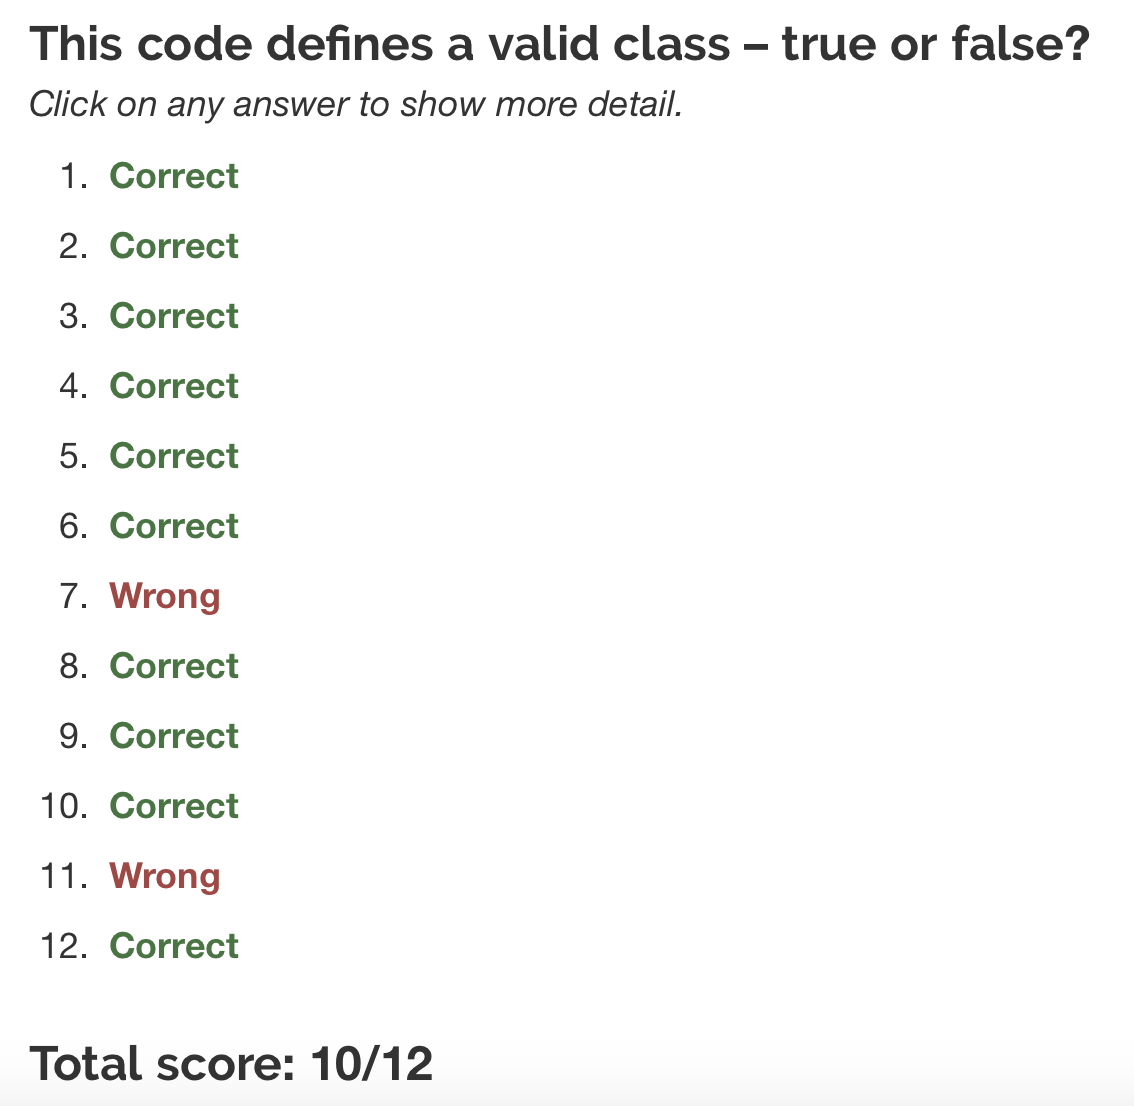 This code defines a valid class – true or false?
Click on any answer to show more detail.
1. Correct
2. Correct
3. Correct
4. Correct
5. Correct
6. Correct
7. Wrong
8. Correct
9. Correct
10. Correct
11. Wrong
12. Correct
Total score: 10/12